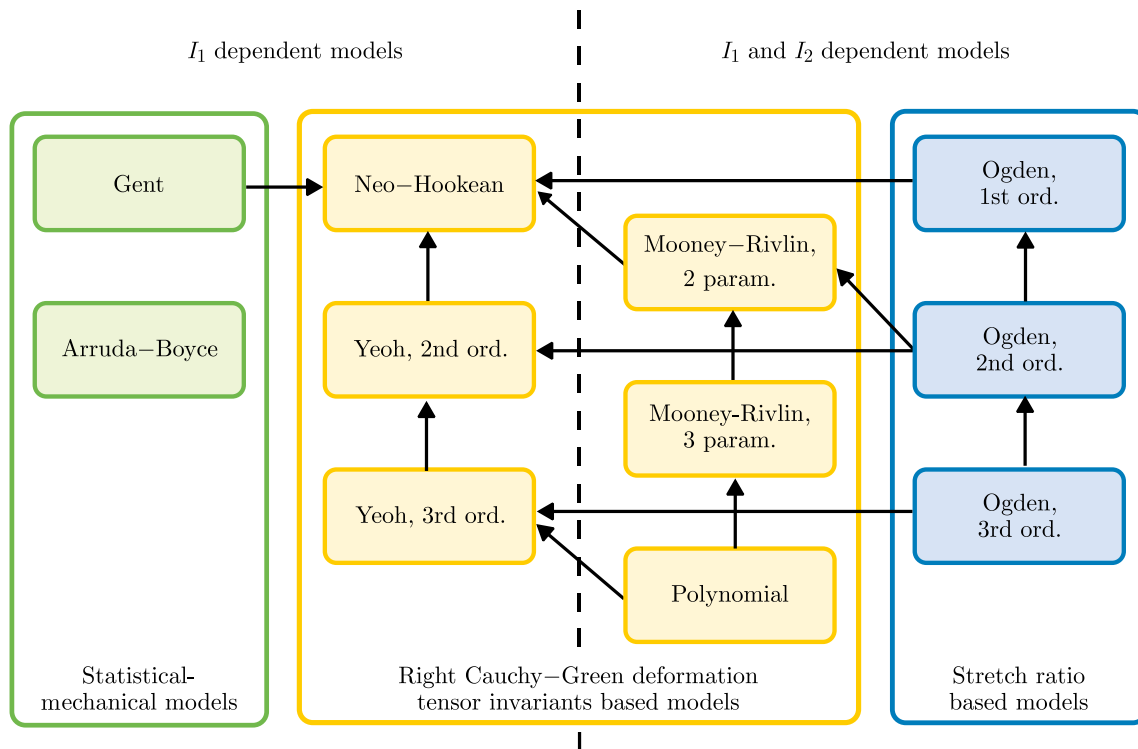 I₁ dependent models
I₁ and I₂ dependent models
Gent
Arruda−Boyce
Statistical-
mechanical models
Neo−Hookean
Yeoh, 2nd ord.
Yeoh, 3rd ord.
Mooney−Rivlin,
2 param.
Mooney-Rivlin,
3 param.
Polynomial
Right Cauchy−Green deformation
tensor invariants based models
Ogden,
1st ord.
Ogden,
2nd ord.
Ogden,
3rd ord.
Stretch ratio
based models